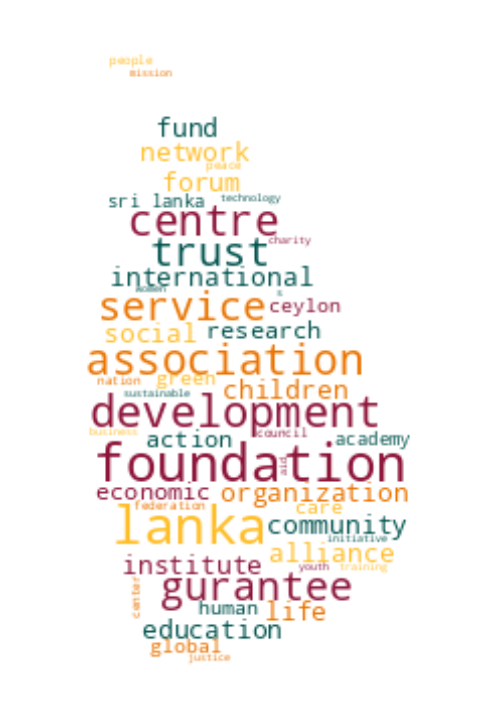 people
mission
fund
network
peace
forum
sri lanka technology
centre
charity
trust
international
women s
service ceylon
social research
association
nation green
sustainable children
development
business council
action academy
foundation
aid
economic organization
federation care
lanka community
initiative
alliance
institute youth training
gurantee
center
human life
education
global
justice